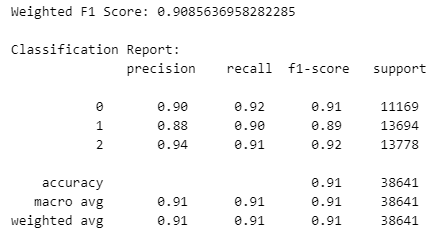 Weighted F1 Score: 0.9085636958282285
Classification Report:
precision recall f1-score support
0 0.90 0.92 0.91 11169
1 0.88 0.90 0.89 13694
2 0.94 0.91 0.92 13778
accuracy 0.91 38641
macro avg 0.91 0.91 0.91 38641
weighted avg 0.91 0.91 0.91 38641